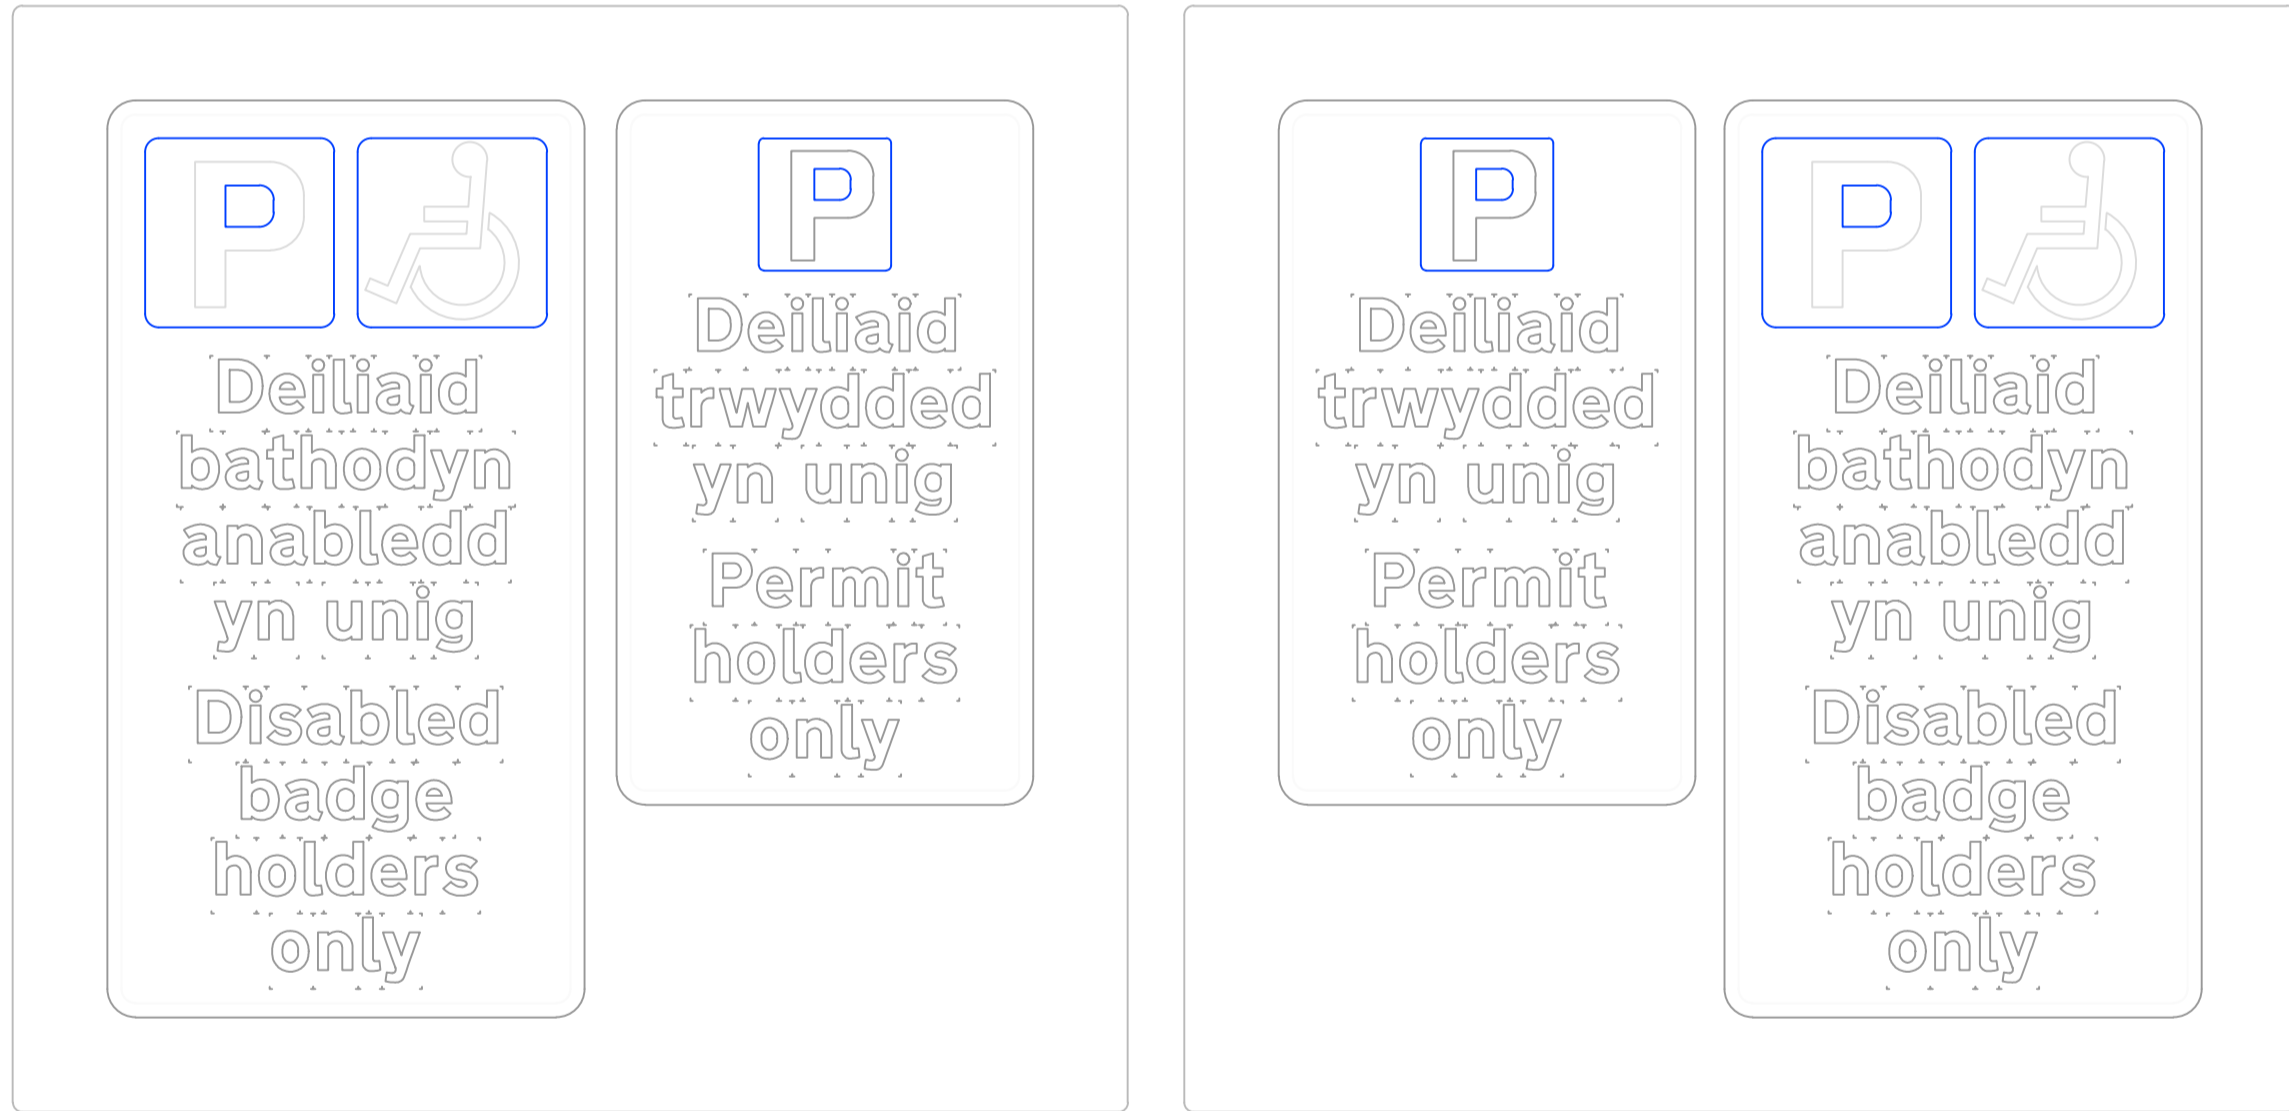 P
Deiliaid
bathodyn
anabledd
yn unig
Disabled
badge
holders
only
P
Deiliaid
trwydded
yn unig
Permit
holders
only
P
Deiliaid
trwydded
yn unig
Permit
holders
only
P
Deiliaid
bathodyn
anabledd
yn unig
Disabled
badge
holders
only